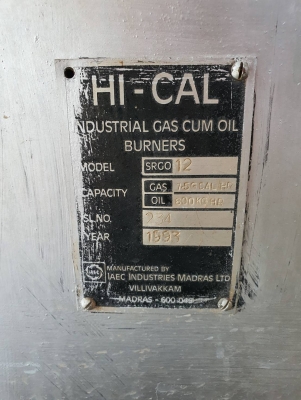 HI-CAL
INDUSTRIAL GAS CUM OIL
BURNERS
MODEL SRGO 12
CAPACITY GAS
OIL
SL.NO.
YEAR 1993
IAEC
MANUFACTURED BY
IAEC INDUSTRIES MADRAS LTD
VILLIVAKKAM
MADRAS - 600 049